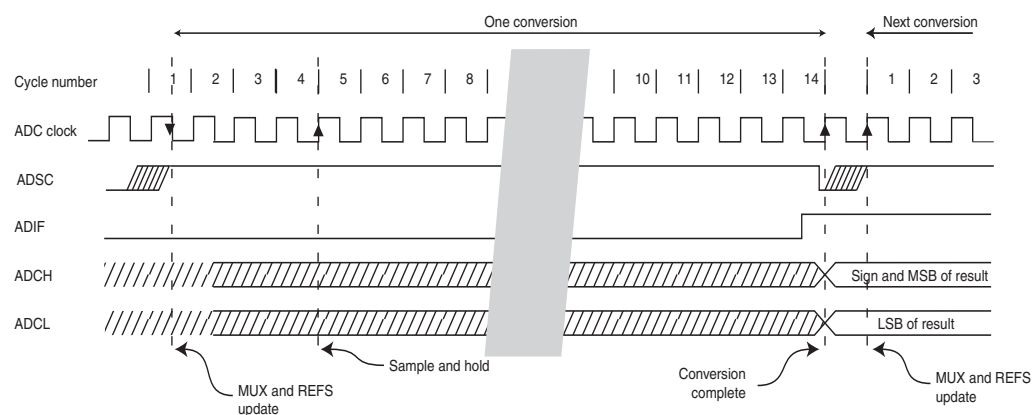 One conversion
Next conversion
Cycle number
1 2 3 4 5 6 7 8 10 11 12 13 14 1 2 3
ADC clock
ADSC
ADIF
ADCH
Sign and MSB of result
ADCL
LSB of result
Sample and hold
MUX and REFS
update
Conversion
complete
MUX and REFS
update